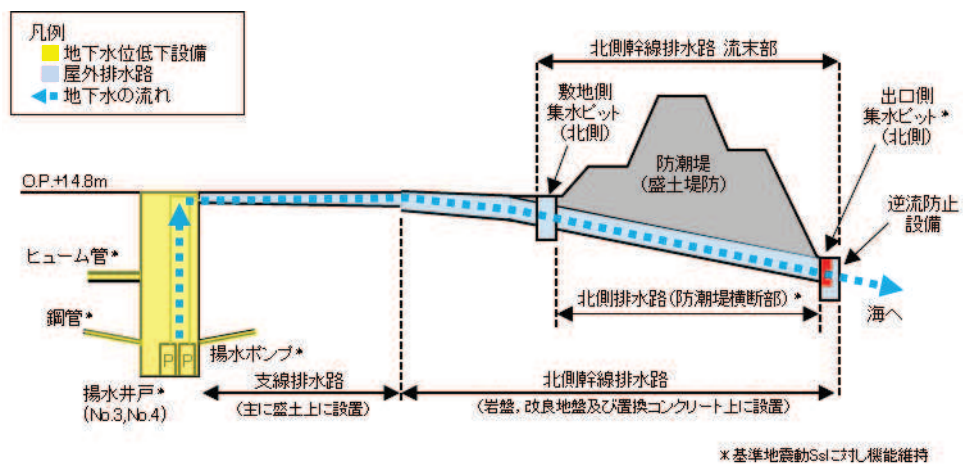 凡例
地下水位低下設備
屋外排水路
地下水の流れ
北側幹線排水路 流末部
敷地側
集水ピット
(北側)
出口側
集水ピット*
(北側)
防潮堤
(盛土堤防)
O.P.+14.8m
逆流防止
設備
ヒューム管*
北側排水路(防潮堤横断部)*
海へ
鋼管*
揚水ポンプ*
P P
揚水井戸*
(No.3,No.4)
支線排水路
(主に盛土上に設置)
北側幹線排水路
(岩盤,改良地盤及び置換コンクリート上に設置)
*基準地震動Ssに対し機能維持